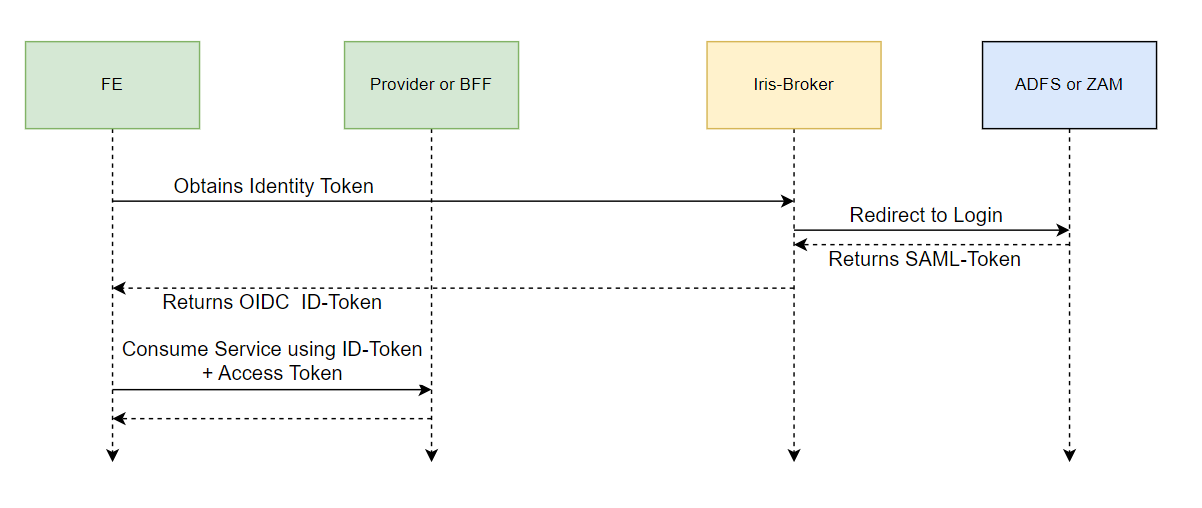 FE
Provider or BFF
Iris-Broker
ADFS or ZAM
Obtains Identity Token
Redirect to Login
Returns SAML-Token
Returns OIDC  ID-Token
Consume Service using ID-Token
+ Access Token